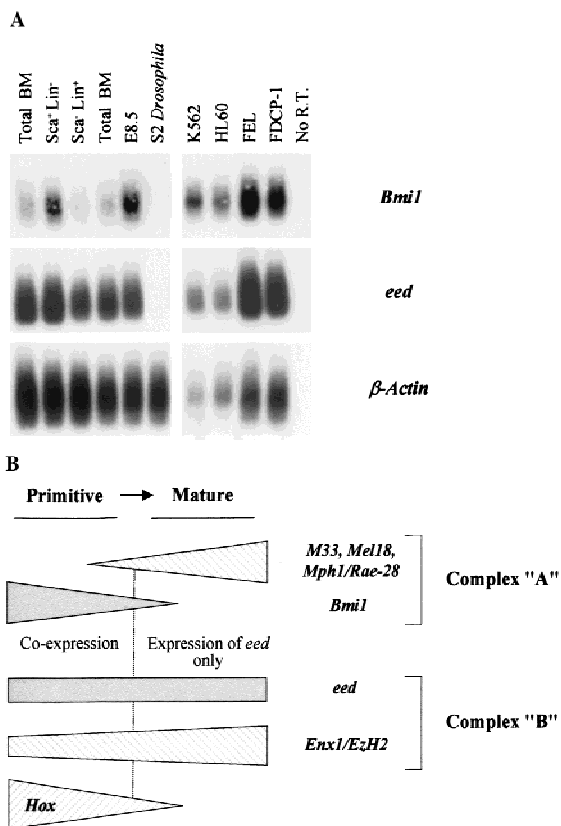 A
Total BM
Sca+ Lin-
Sca- Lin+
Total BM
E8.5
S2 Drosophila
K562
HL60
FEL
FDCP-1
No R.T.
Bmi1
eed
β-Actin
B
Primitive → Mature
M33, Mel18,
Mph1/Rae-28
Bmi1
Complex "A"
Co-expression
Expression of eed
only
eed
Enx1/EzH2
Complex "B"
Hox